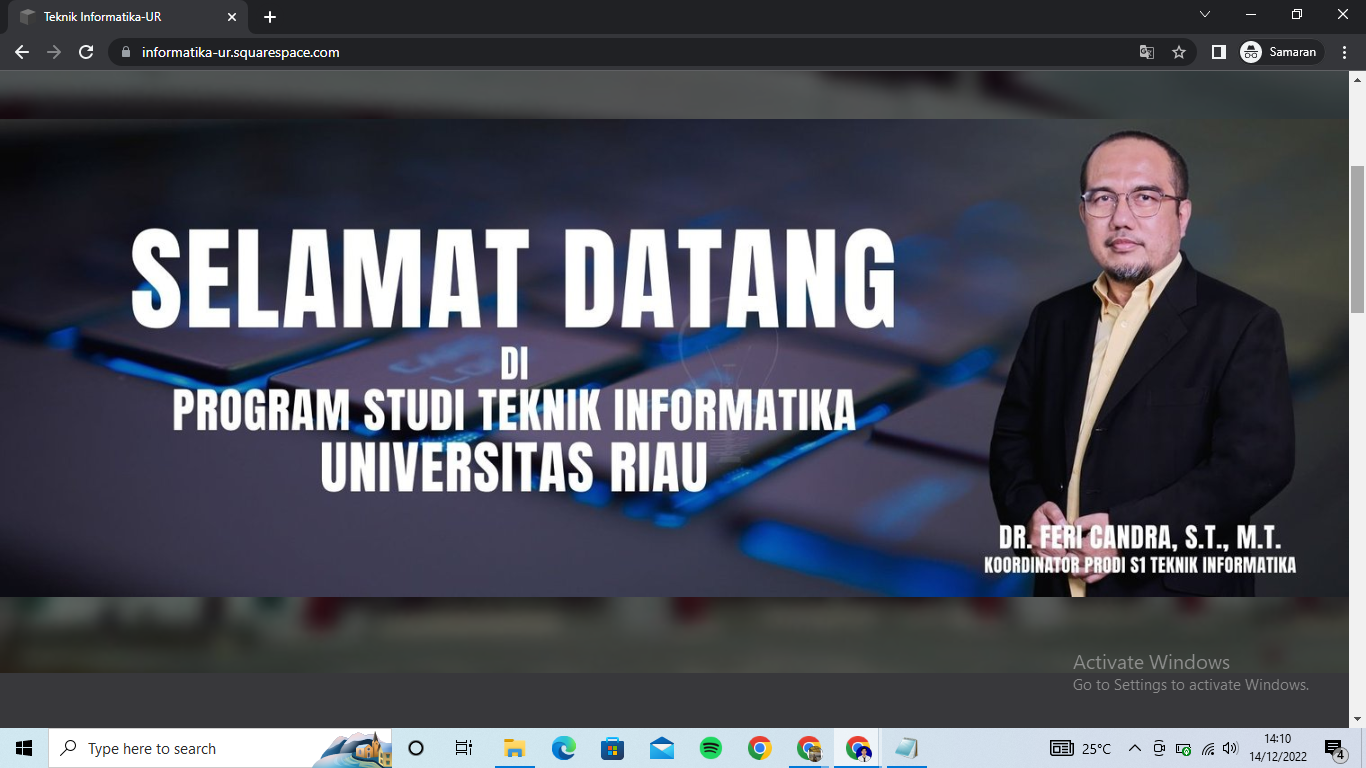 Teknik Informatika-UR
informatika-ur.squarespace.com
Samaran
SELAMAT DATANG
DI
PROGRAM STUDI TEKNIK INFORMATIKA
UNIVERSITAS RIAU
DR. FERI CANDRA, S.T., M.T.
KOORDINATOR PRODI S1 TEKNIK INFORMATIKA
Activate Windows
Go to Settings to activate Windows.
Type here to search
25°C
14:10
14/12/2022
4